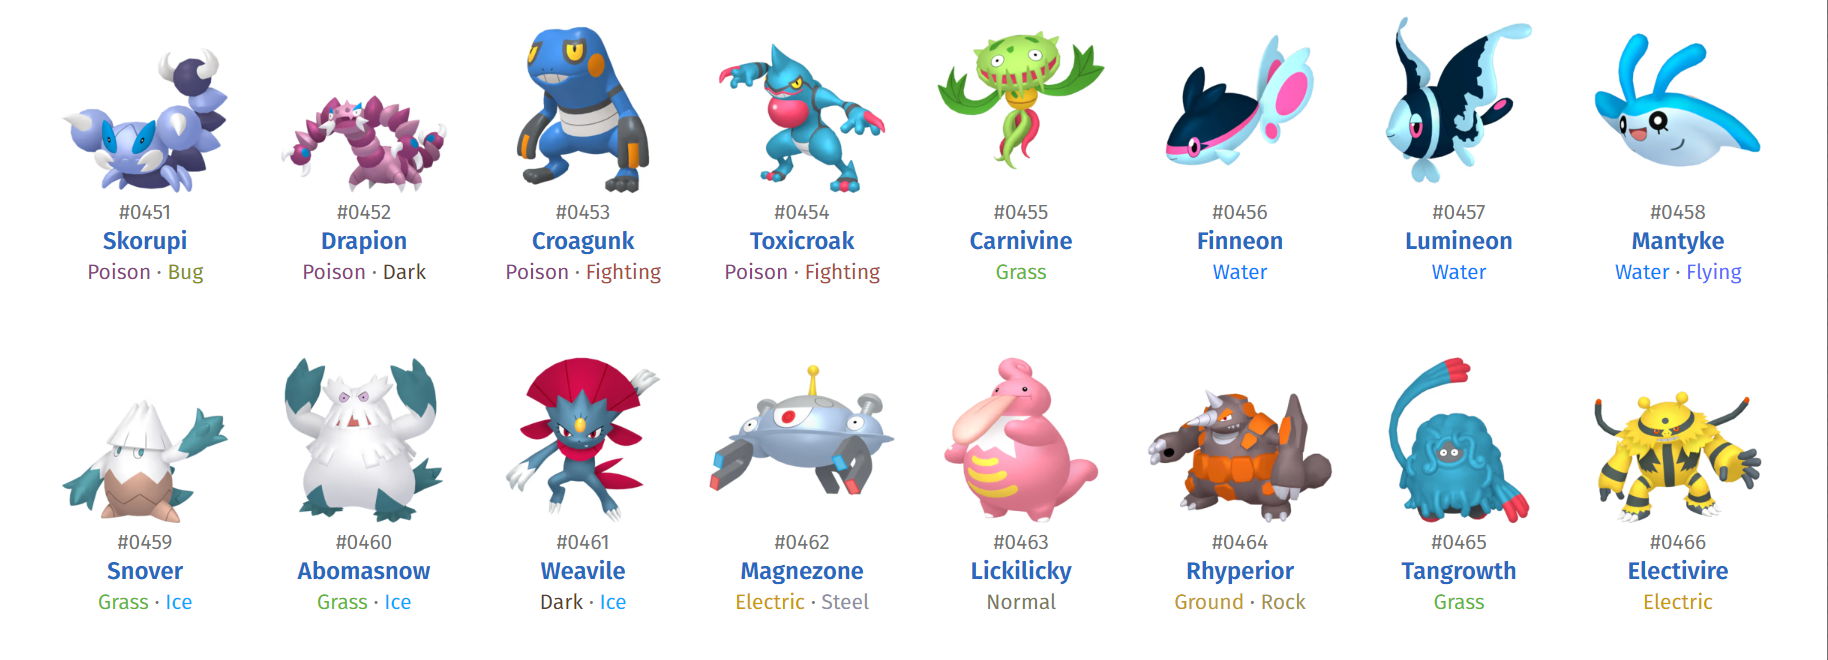 #0451 #0452 #0453 #0454 #0455 #0456 #0457 #0458
Skorupi Drapion Croagunk Toxicroak Carnivine Finneon Lumineon Mantyke
Poison · Bug Poison · Dark Poison · Fighting Poison · Fighting Grass Water Water Water · Flying
#0459 #0460 #0461 #0462 #0463 #0464 #0465 #0466
Snover Abomasnow Weavile Magnezone Lickilicky Rhyperior Tangrowth Electivire
Grass · Ice Grass · Ice Dark · Ice Electric · Steel Normal Ground · Rock Grass Electric